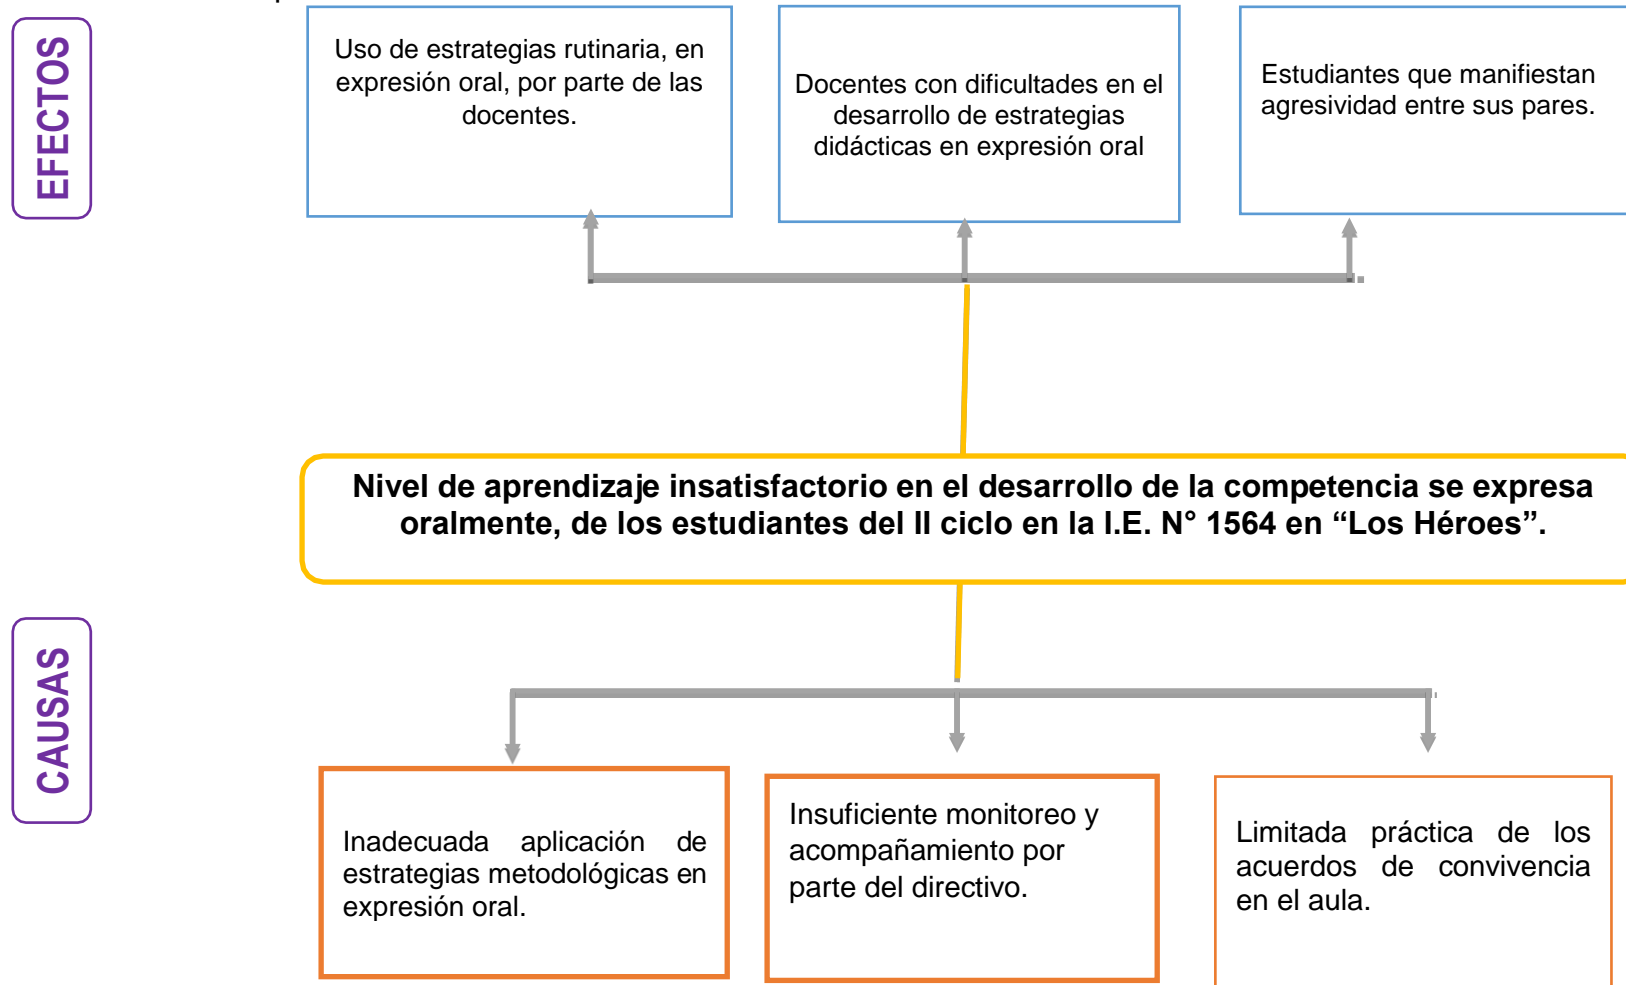 EFECTOS
Uso de estrategias rutinaria, en
expresión oral, por parte de las
docentes.
Docentes con dificultades en el
desarrollo de estrategias
didácticas en expresión oral
Estudiantes que manifiestan
agresividad entre sus pares.
Nivel de aprendizaje insatisfactorio en el desarrollo de la competencia se expresa
oralmente, de los estudiantes del II ciclo en la I.E. N° 1564 en “Los Héroes”.
CAUSAS
Inadecuada aplicación de
estrategias metodológicas en
expresión oral.
Insuficiente monitoreo y
acompañamiento por
parte del directivo.
Limitada práctica de los
acuerdos de convivencia
en el aula.